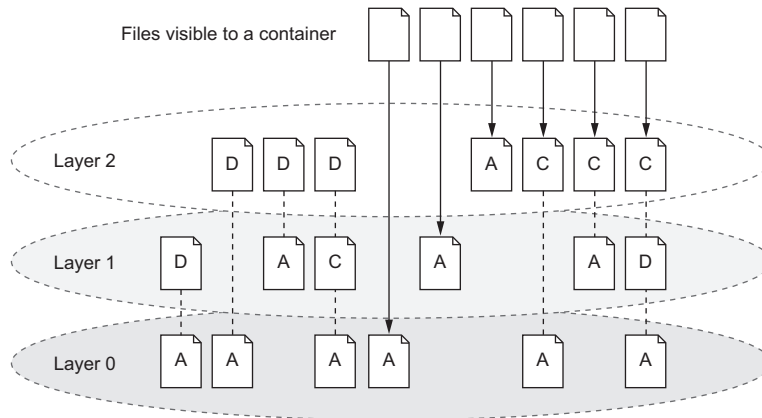 Files visible to a container
Layer 2
D D D A C C C
Layer 1
D A C A A D
Layer 0
A A A A A A